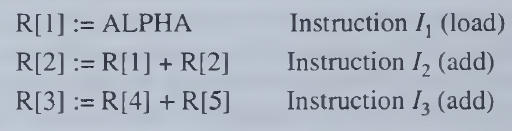 R[1] := ALPHA Instruction I₁ (load)
R[2] := R[1] + R[2] Instruction I₂ (add)
R[3] := R[4] + R[5] Instruction I₃ (add)